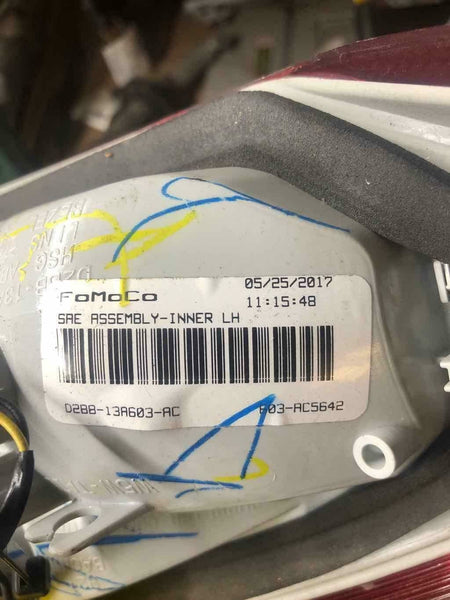 FoMoCo 05/25/2017
11:15:48
SAE ASSEMBLY-INNER LH
D2BB-13A603-AC 603-AC5642